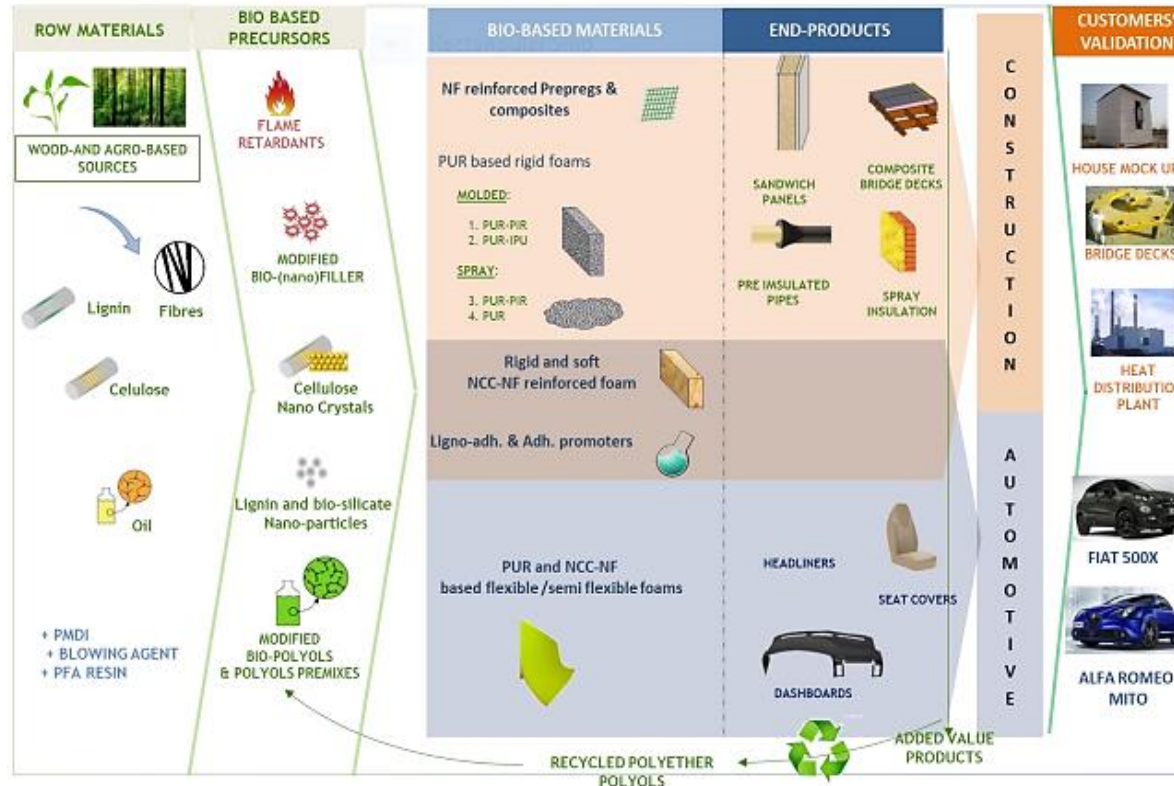 ROW MATERIALS
WOOD-AND AGRO-BASED
SOURCES
Lignin
Fibres
Celulose
Oil
+ PMDI
+ BLOWING AGENT
+ PFA RESIN
BIO BASED
PRECURSORS
FLAME
RETARDANTS
MODIFIED
BIO-(nano)FILLER
Cellulose
Nano Crystals
Lignin and bio-silicate
Nano-particles
MODIFIED
BIO-POLYOLS
& POLYOLS PREMIXES
BIO-BASED MATERIALS
NF reinforced Prepregs &
composites
PUR based rigid foams
MOLDED:
1. PUR-PIR
2. PUR-IPU
SPRAY:
3. PUR-PIR
4. PUR
Rigid and soft
NCC-NF reinforced foam
Ligno-adh. & Adh. promoters
PUR and NCC-NF
based flexible/semi flexible foams
END-PRODUCTS
SANDWICH
PANELS
COMPOSITE
BRIDGE DECKS
PRE INSULATED
PIPES
SPRAY
INSULATION
HEADLINERS
SEAT COVERS
DASHBOARDS
ADDED VALUE
PRODUCTS
RECYCLED POLYETHER
POLYOLS
CONSTRUCTION
AUTOMOTIVE
CUSTOMERS'
VALIDATION
HOUSE MOCK UP
BRIDGE DECKS
HEAT
DISTRIBUTIO
PLANT
FIAT 500X
ALFA ROMEO
MITO